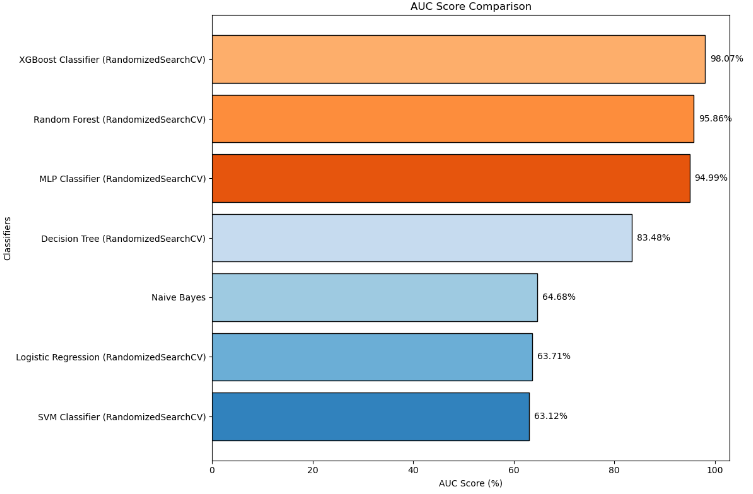 AUC Score Comparison
XGBoost Classifier (RandomizedSearchCV)
98.07%
Random Forest (RandomizedSearchCV)
95.86%
MLP Classifier (RandomizedSearchCV)
94.99%
Decision Tree (RandomizedSearchCV)
83.48%
Naive Bayes
64.68%
Logistic Regression (RandomizedSearchCV)
63.71%
SVM Classifier (RandomizedSearchCV)
63.12%
Classifiers
0 20 40 60 80 100
AUC Score (%)